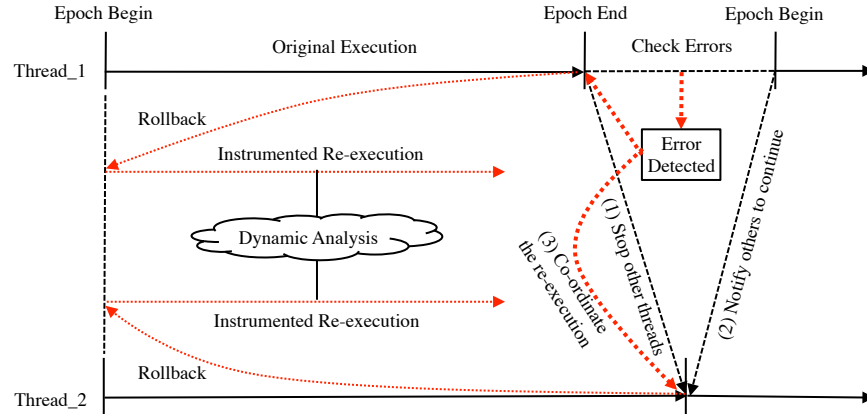 Epoch Begin
Epoch End
Epoch Begin
Original Execution
Check Errors
Thread_1
Rollback
Error
Detected
Instrumented Re-execution
Dynamic Analysis
(1) Stop other threads
(2) Notify others to continue
(3) Co-ordinate
the re-execution
Instrumented Re-execution
Rollback
Thread_2